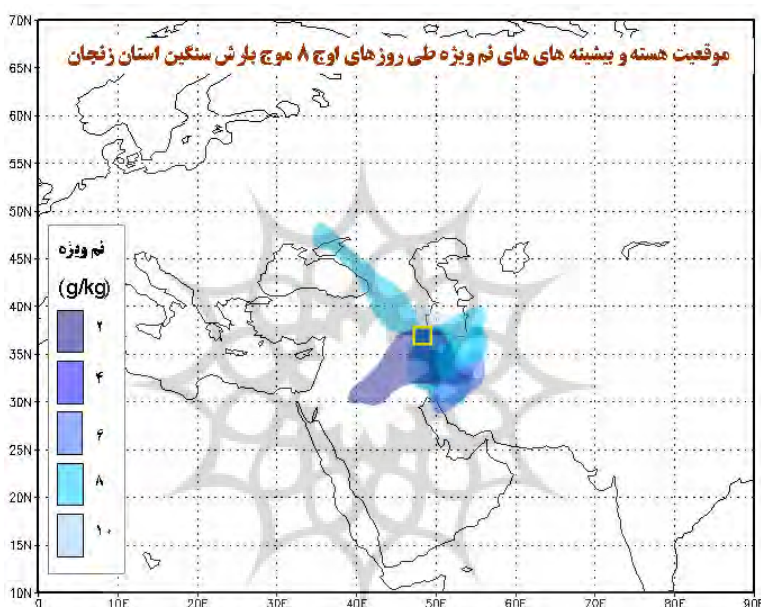 موقعیت هسته و بیشینه های های نم ویژه طی روزهای اوج ۸ موج بارش سنگین استان زنجان
70N
65N
60N
55N
50N
45N
40N
35N
30N
25N
20N
15N
10N
نم ویژه
(g/kg)
۲
۴
۶
۸
۱۰
0
10E
20E
30E
40E
50E
60E
70E
80E
90E